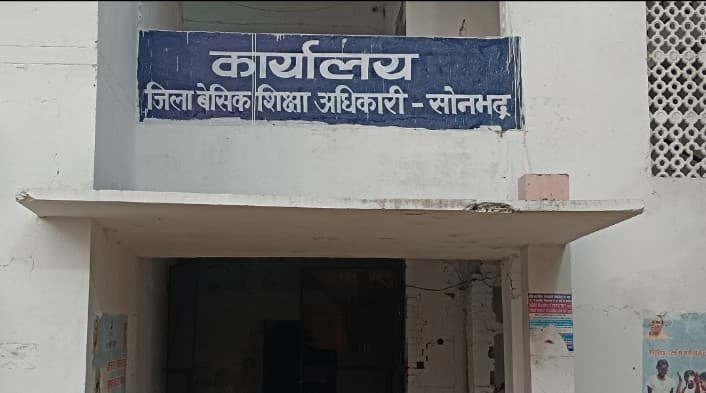 कार्यालय
जिला बेसिक शिक्षा अधिकारी - सोनभद्र